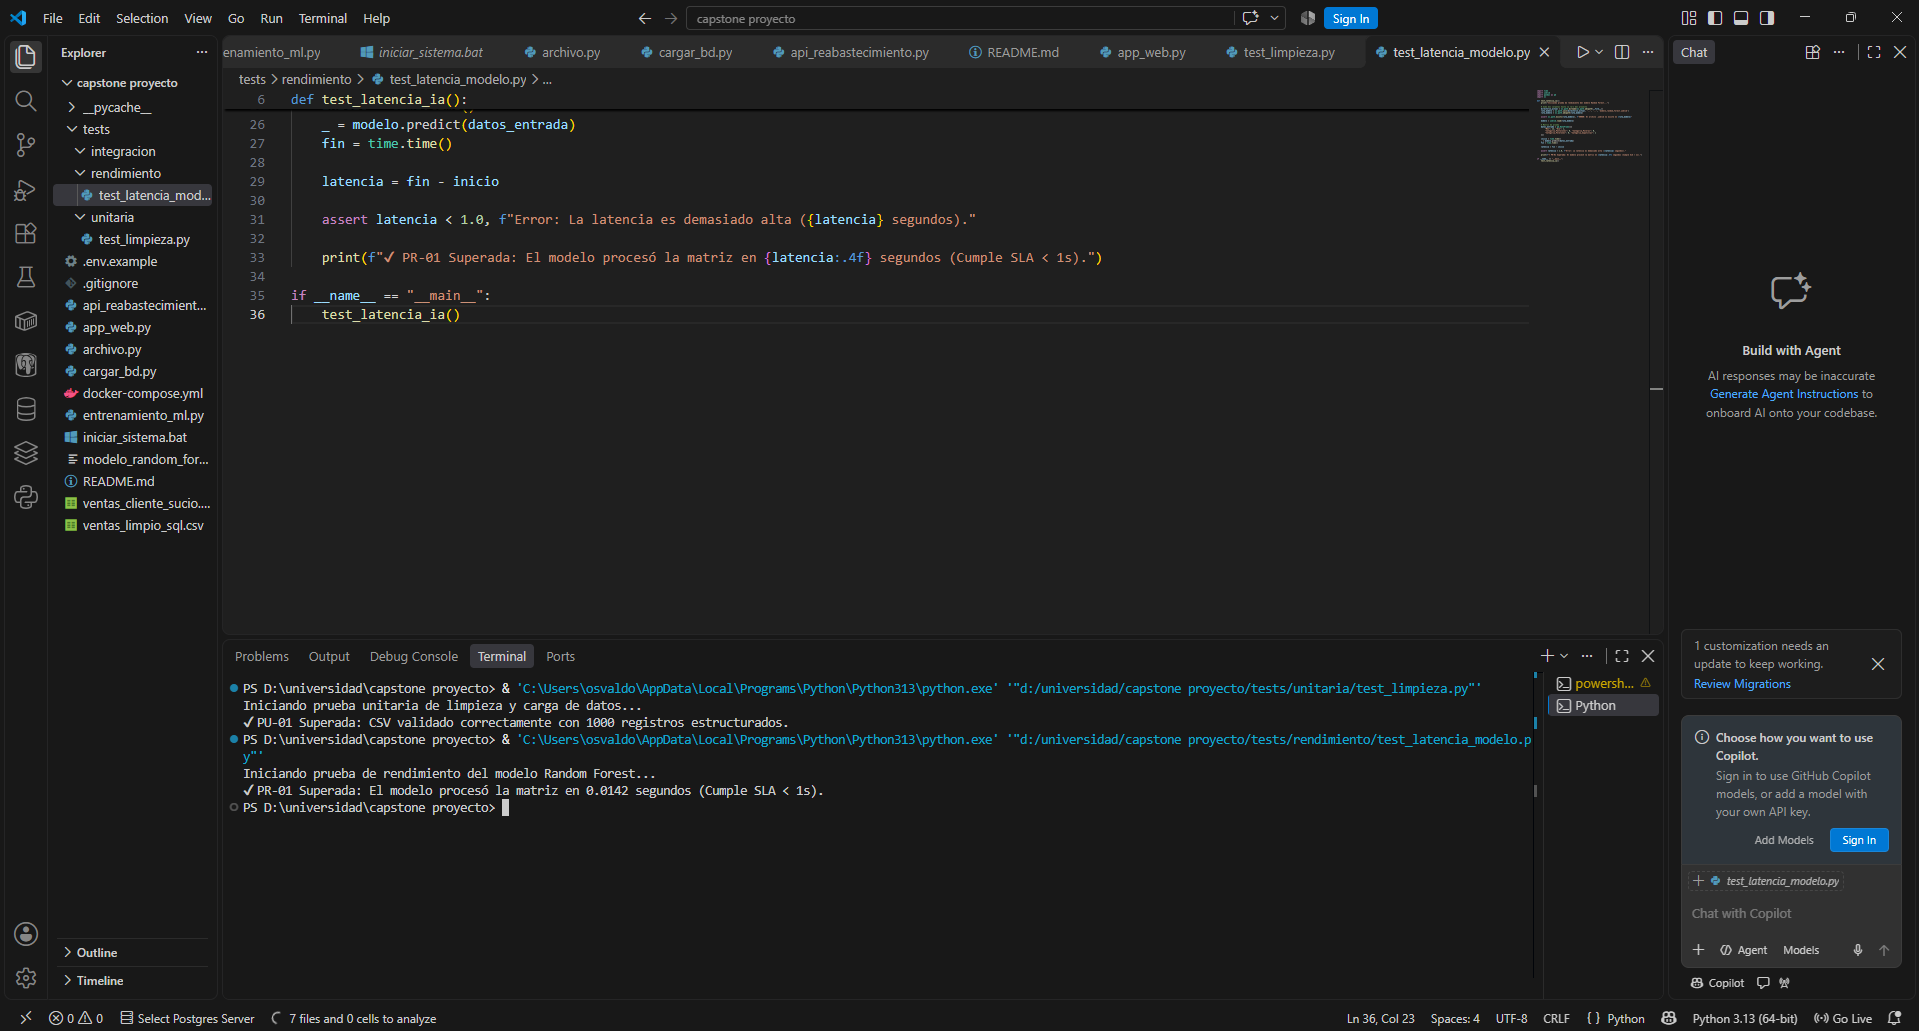 File Edit Selection View Go Run Terminal Help
capstone proyecto
Sign In
Explorer
capstone proyecto
__pycache__
tests
integracion
rendimiento
test_latencia_mod...
unitaria
test_limpieza.py
.env.example
.gitignore
api_reabastecimient...
app_web.py
archivo.py
cargar_bd.py
docker-compose.yml
entrenamiento_ml.py
iniciar_sistema.bat
modelo_random_for...
README.md
ventas_cliente_sucio....
ventas_limpio_sql.csv
Outline
Timeline
enamiento_ml.py iniciar_sistema.bat archivo.py cargar_bd.py api_reabastecimiento.py README.md app_web.py test_limpieza.py test_latencia_modelo.py
tests > rendimiento > test_latencia_modelo.py > ...
6 def test_latencia_ia():
26 _ = modelo.predict(datos_entrada)
27 fin = time.time()
28
29 latencia = fin - inicio
30
31 assert latencia < 1.0, f"Error: La latencia es demasiado alta ({latencia} segundos)."
32
33 print(f"✓ PR-01 Superada: El modelo procesó la matriz en {latencia:.4f} segundos (Cumple SLA < 1s).")
34
35 if __name__ == "__main__":
36 test_latencia_ia()
Problems Output Debug Console Terminal Ports
PS D:\universidad\capstone proyecto> & 'C:\Users\osvaldo\AppData\Local\Programs\Python\Python313\python.exe' '"d:/universidad/capstone proyecto/tests/unitaria/test_limpieza.py"'
Iniciando prueba unitaria de limpieza y carga de datos...
✓ PU-01 Superada: CSV validado correctamente con 1000 registros estructurados.
PS D:\universidad\capstone proyecto> & 'C:\Users\osvaldo\AppData\Local\Programs\Python\Python313\python.exe' '"d:/universidad/capstone proyecto/tests/rendimiento/test_latencia_modelo.p
y"'
Iniciando prueba de rendimiento del modelo Random Forest...
✓ PR-01 Superada: El modelo procesó la matriz en 0.0142 segundos (Cumple SLA < 1s).
PS D:\universidad\capstone proyecto>
powersh...
Python
Chat
Build with Agent
AI responses may be inaccurate
Generate Agent Instructions to
onboard AI onto your codebase.
1 customization needs an
update to keep working.
Review Migrations
Choose how you want to use
Copilot.
Sign in to use GitHub Copilot
models, or add a model with
your own API key.
Add Models Sign In
test_latencia_modelo.py
Chat with Copilot
Agent Models
Copilot
0 0 Select Postgres Server 7 files and 0 cells to analyze
Ln 36, Col 23 Spaces: 4 UTF-8 CRLF { } Python Python 3.13 (64-bit) Go Live